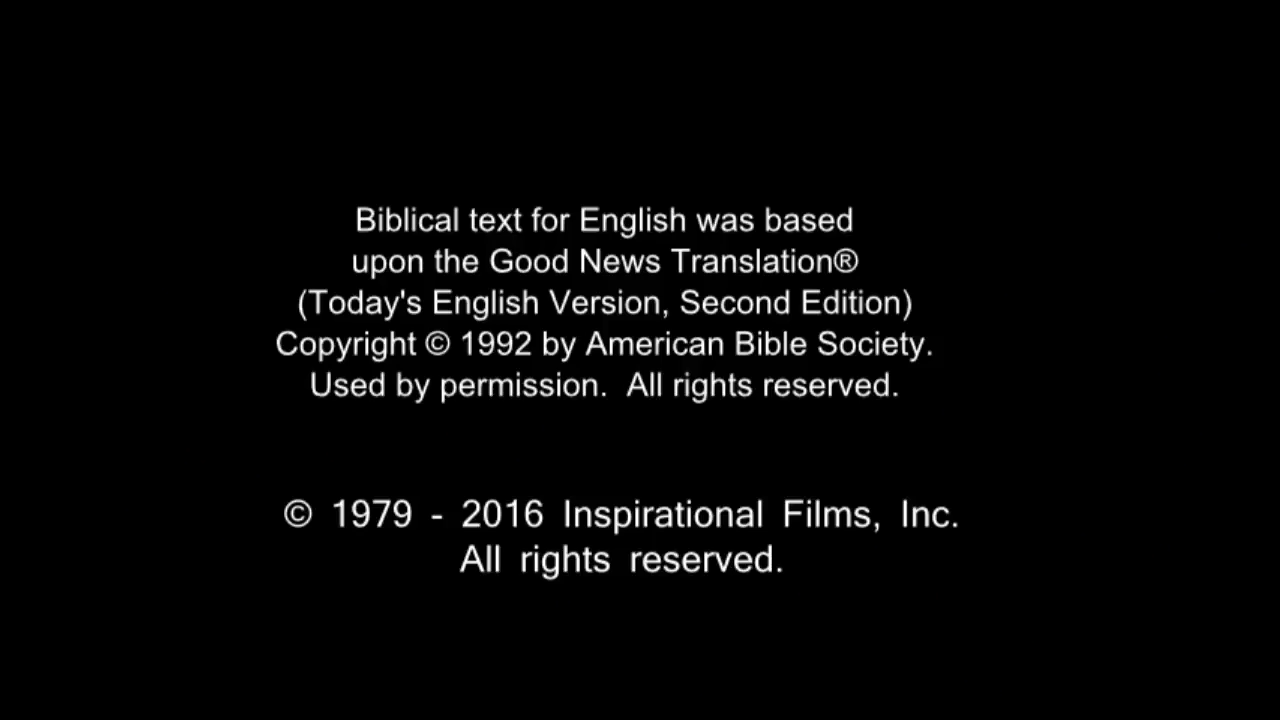 Biblical text for English was based
upon the Good News Translation®
(Today's English Version, Second Edition)
Copyright © 1992 by American Bible Society.
Used by permission.  All rights reserved.
© 1979 - 2016 Inspirational Films, Inc.
All rights reserved.